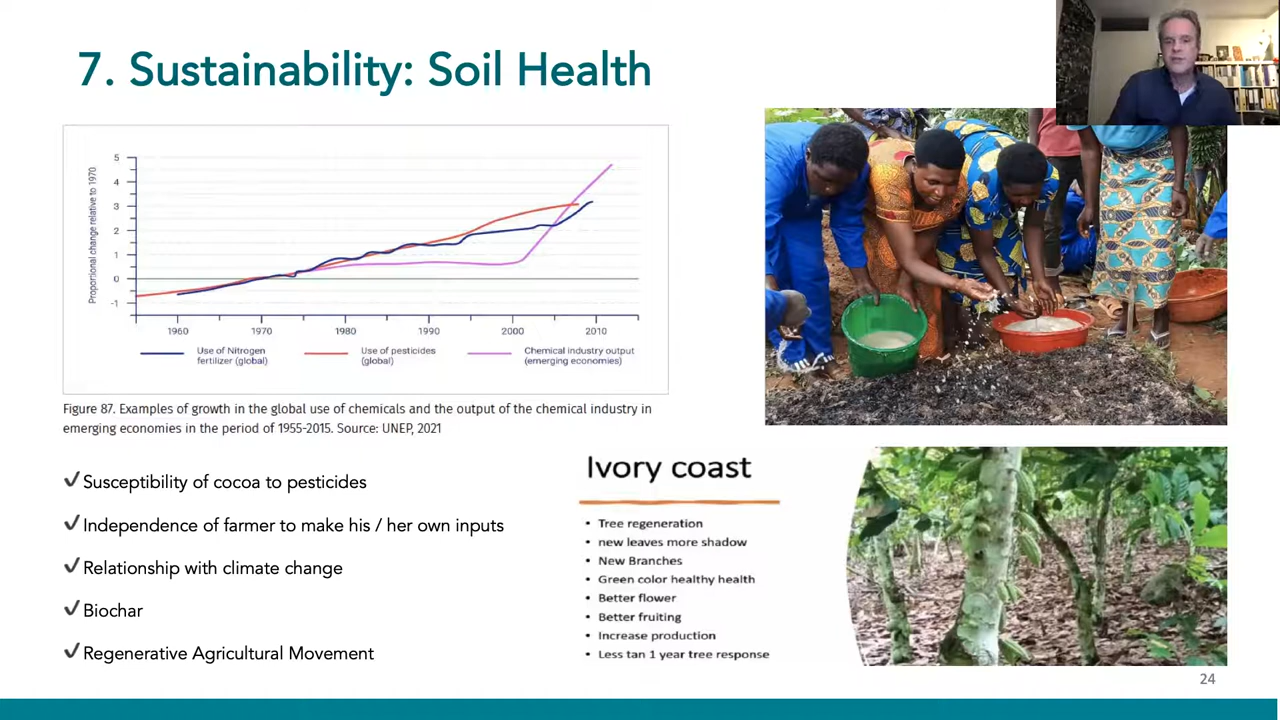 7. Sustainability: Soil Health
Proportional change relative to 1970
5
4
3
2
1
0
-1
1960
1970
1980
1990
2000
2010
Use of Nitrogen
fertilizer (global)
Use of pesticides
(global)
Chemical industry output
(emerging economies)
Figure 87. Examples of growth in the global use of chemicals and the output of the chemical industry in
emerging economies in the period of 1955-2015. Source: UNEP, 2021
✓Susceptibility of cocoa to pesticides
✓Independence of farmer to make his / her own inputs
✓Relationship with climate change
✓Biochar
✓Regenerative Agricultural Movement
Ivory coast
• Tree regeneration
• new leaves more shadow
• New Branches
• Green color healthy health
• Better flower
• Better fruiting
• Increase production
• Less tan 1 year tree response
24